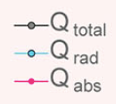 Q total
Q rad
Q abs